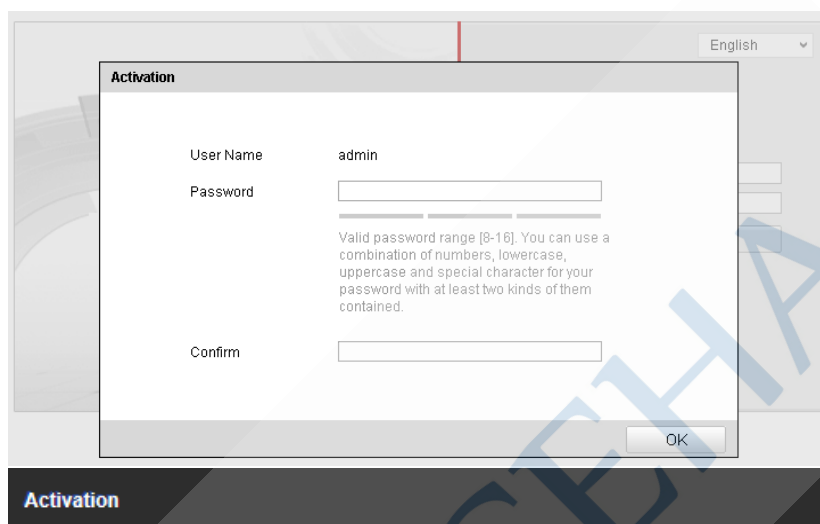 English
Activation
User Name admin
Password
Valid password range [8-16]. You can use a
combination of numbers, lowercase,
uppercase and special character for your
password with at least two kinds of them
contained.
Confirm
OK
Activation